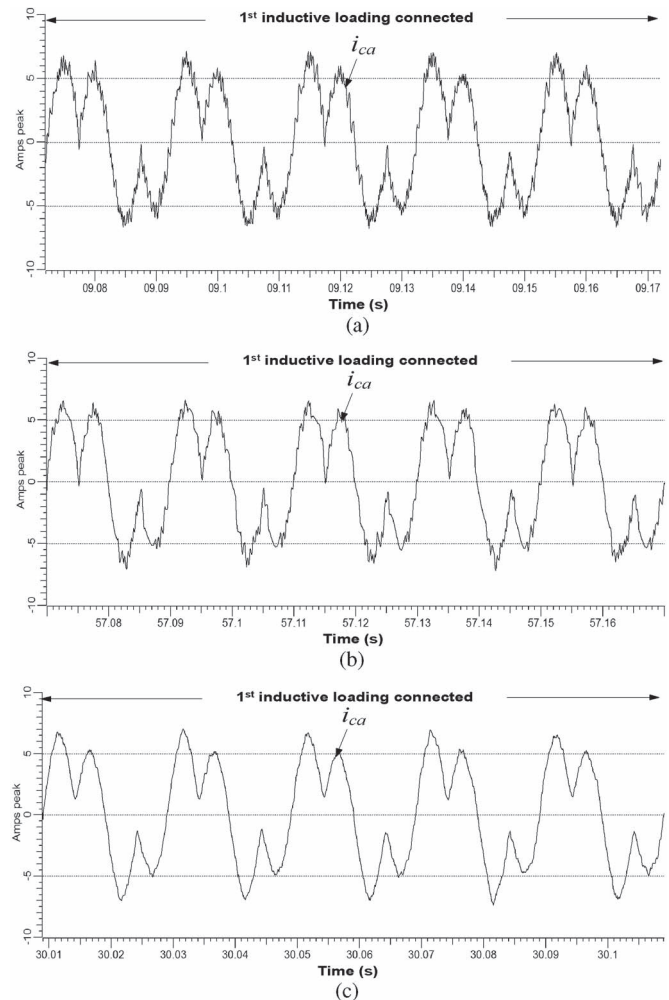 1st inductive loading connected
i_ca
Amps peak
10
5
0
-5
-10
09.08 09.09 09.1 09.11 09.12 09.13 09.14 09.15 09.16 09.17
Time (s)
(a)
1st inductive loading connected
i_ca
Amps peak
10
5
0
-5
-10
57.08 57.09 57.1 57.11 57.12 57.13 57.14 57.15 57.16
Time (s)
(b)
1st inductive loading connected
i_ca
Amps peak
10
5
0
-5
-10
30.01 30.02 30.03 30.04 30.05 30.06 30.07 30.08 30.09 30.1
Time (s)
(c)